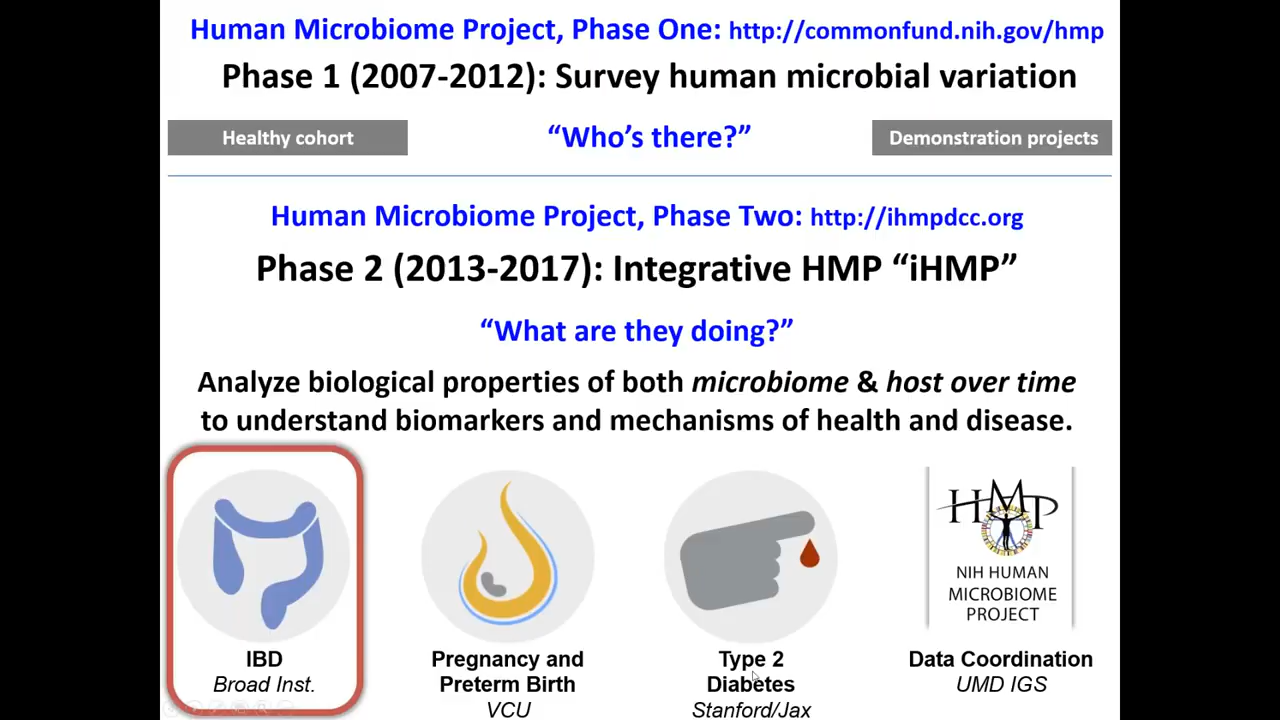 Human Microbiome Project, Phase One: http://commonfund.nih.gov/hmp
Phase 1 (2007-2012): Survey human microbial variation
Healthy cohort
“Who’s there?”
Demonstration projects
Human Microbiome Project, Phase Two: http://ihmpdcc.org
Phase 2 (2013-2017): Integrative HMP “iHMP”
“What are they doing?”
Analyze biological properties of both microbiome & host over time
to understand biomarkers and mechanisms of health and disease.
IBD
Broad Inst.
Pregnancy and
Preterm Birth
VCU
Type 2
Diabetes
Stanford/Jax
HMP
NIH HUMAN
MICROBIOME
PROJECT
Data Coordination
UMD IGS